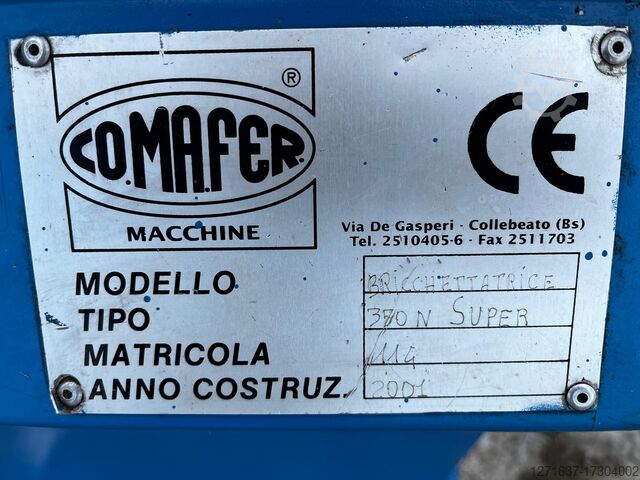 CO.MA.FER.®
MACCHINE
CE
Via De Gasperi - Collebeato (Bs)
Tel. 2510405-6 - Fax 2511703
MODELLO BRICCHETTATRICE
TIPO 370 N SUPER
MATRICOLA 114
ANNO COSTRUZ. 2001
1271637-17304002